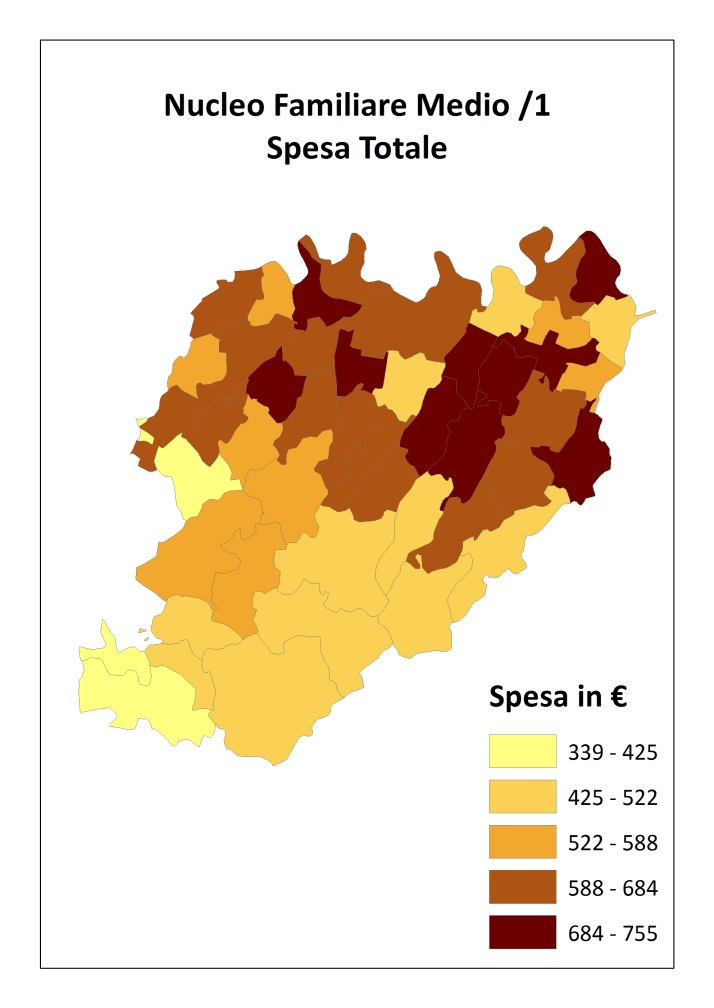 Nucleo Familiare Medio /1
Spesa Totale
Spesa in €
339 - 425
425 - 522
522 - 588
588 - 684
684 - 755